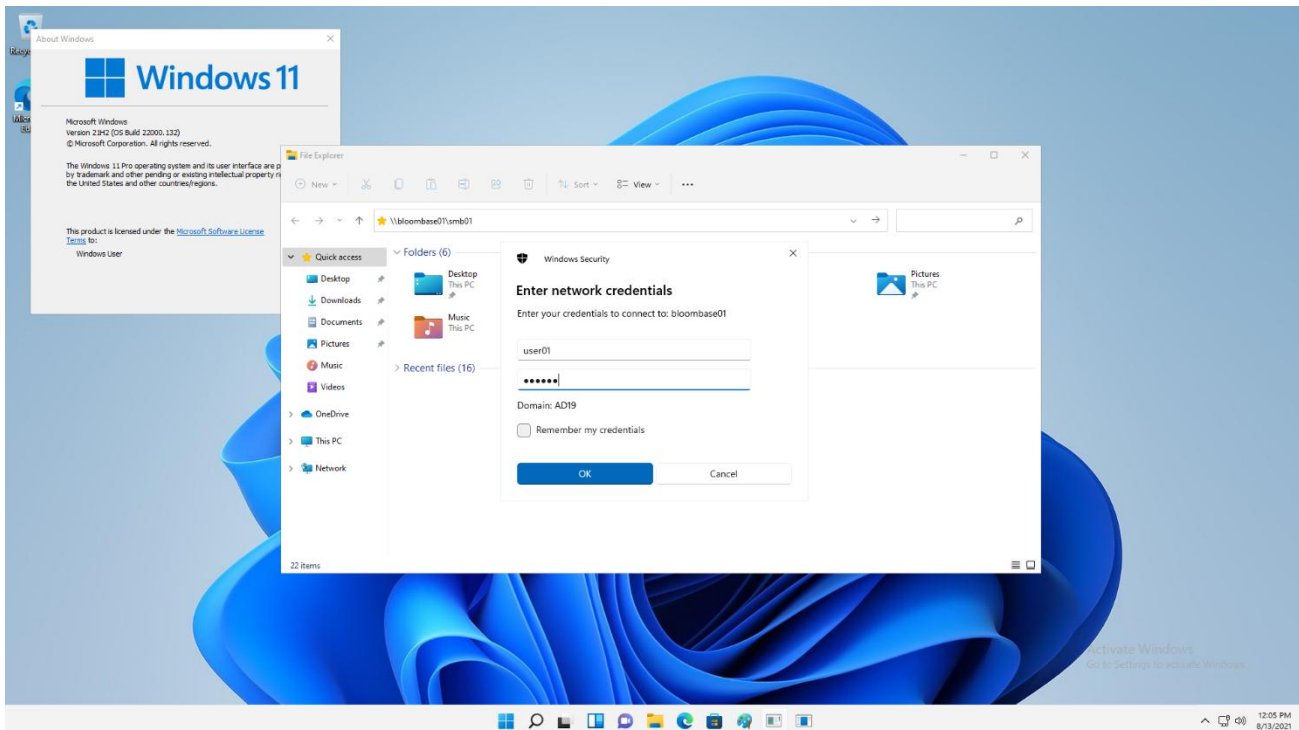 Recyc
About Windows
Windows 11
Microsoft Windows
Version 21H2 (OS Build 22000.132)
© Microsoft Corporation. All rights reserved.
The Windows 11 Pro operating system and its user interface are p
by trademark and other pending or existing intellectual property ri
the United States and other countries/regions.
This product is licensed under the Microsoft Software License
Terms to:
Windows User
File Explorer
New
Sort
View
\\bloombase01\smb01
Quick access
Desktop
Downloads
Documents
Pictures
Music
Videos
OneDrive
This PC
Network
Folders (6)
Desktop
This PC
Music
This PC
Pictures
This PC
Recent files (16)
22 items
Windows Security
Enter network credentials
Enter your credentials to connect to: bloombase01
user01
Domain: AD19
Remember my credentials
OK
Cancel
Activate Windows
Go to Settings to activate Windows.
12:05 PM
8/13/2021